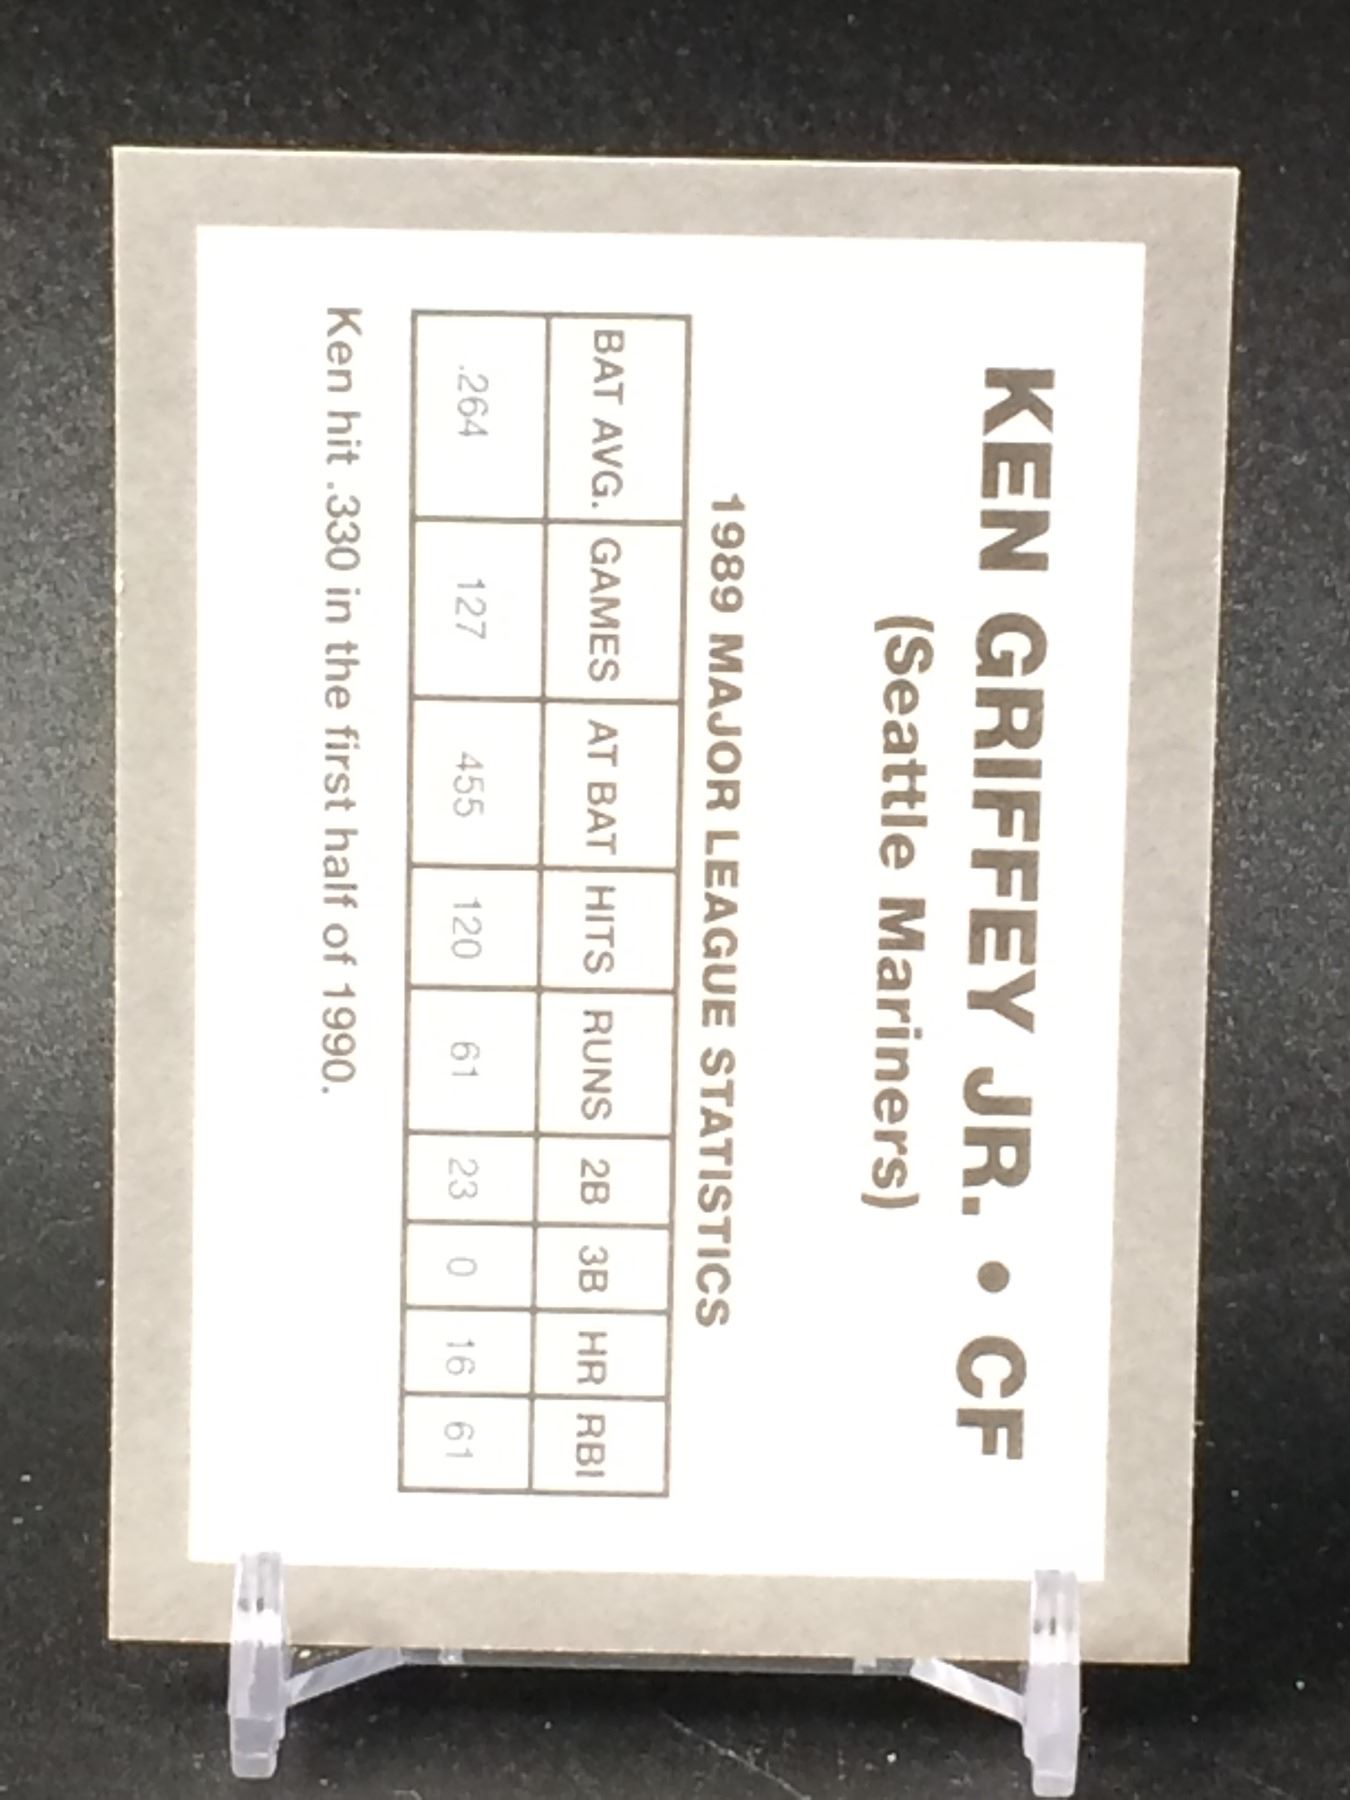 KEN GRIFFEY JR. • CF
(Seattle Mariners)
1989 MAJOR LEAGUE STATISTICS
BAT AVG. GAMES AT BAT HITS RUNS 2B 3B HR RBI
.264 127 455 120 61 23 0 16 61
Ken hit .330 in the first half of 1990.